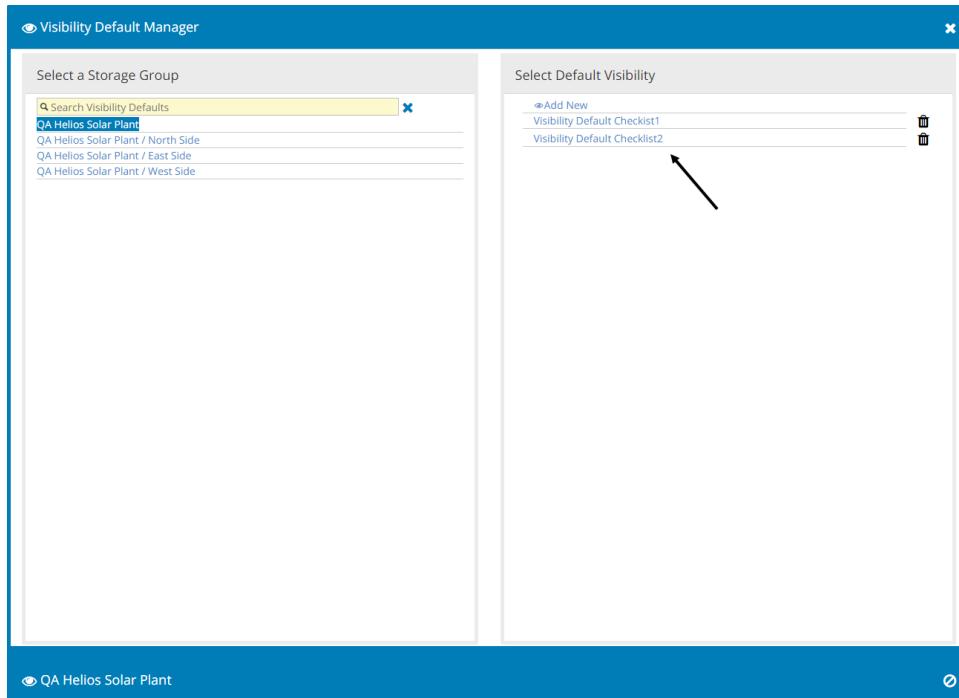 Visibility Default Manager
Select a Storage Group
Search Visibility Defaults
QA Helios Solar Plant
QA Helios Solar Plant / North Side
QA Helios Solar Plant / East Side
QA Helios Solar Plant / West Side
Select Default Visibility
Add New
Visibility Default Checkist1
Visibility Default Checklist2
QA Helios Solar Plant